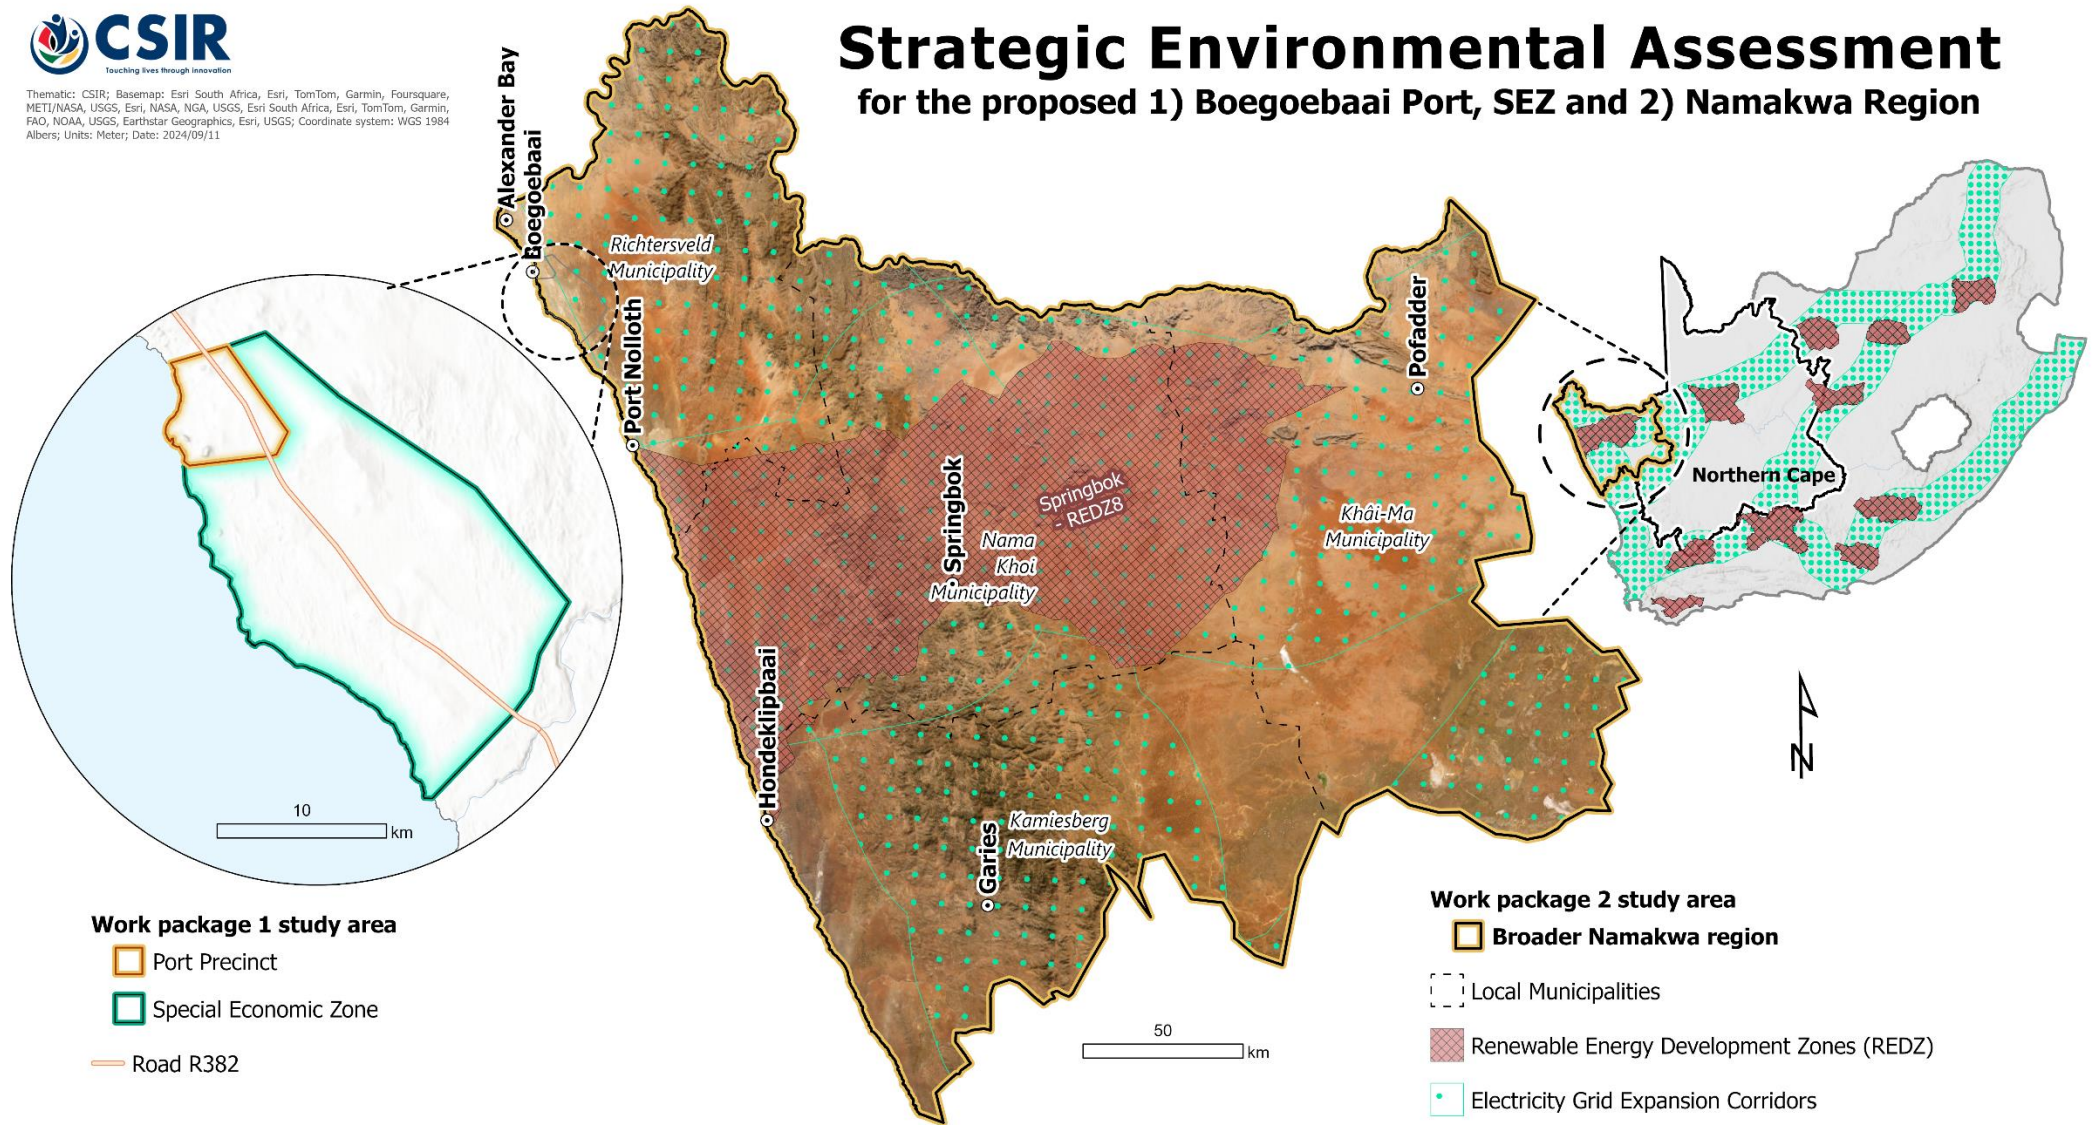 CSIR
Touching lives through innovation
Thematic: CSIR; Basemap: Esri South Africa, Esri, TomTom, Garmin, Foursquare,
METI/NASA, USGS, Esri, NASA, NGA, USGS, Esri South Africa, Esri, TomTom, Garmin,
FAO, NOAA, USGS, Earthstar Geographics, Esri, USGS; Coordinate system: WGS 1984
Albers; Units: Meter; Date: 2024/09/11
Strategic Environmental Assessment
for the proposed 1) Boegoebaai Port, SEZ and 2) Namakwa Region
Alexander Bay
Boegoebaai
Richtersveld
Municipality
Port Nolloth
Pofadder
Springbok
Springbok
- REDZ8
Nama
Khoi
Municipality
Khâi-Ma
Municipality
Hondeklipbaai
Garies
Kamiesberg
Municipality
Northern Cape
N
10
km
50
km
Work package 1 study area
Port Precinct
Special Economic Zone
Road R382
Work package 2 study area
Broader Namakwa region
Local Municipalities
Renewable Energy Development Zones (REDZ)
Electricity Grid Expansion Corridors